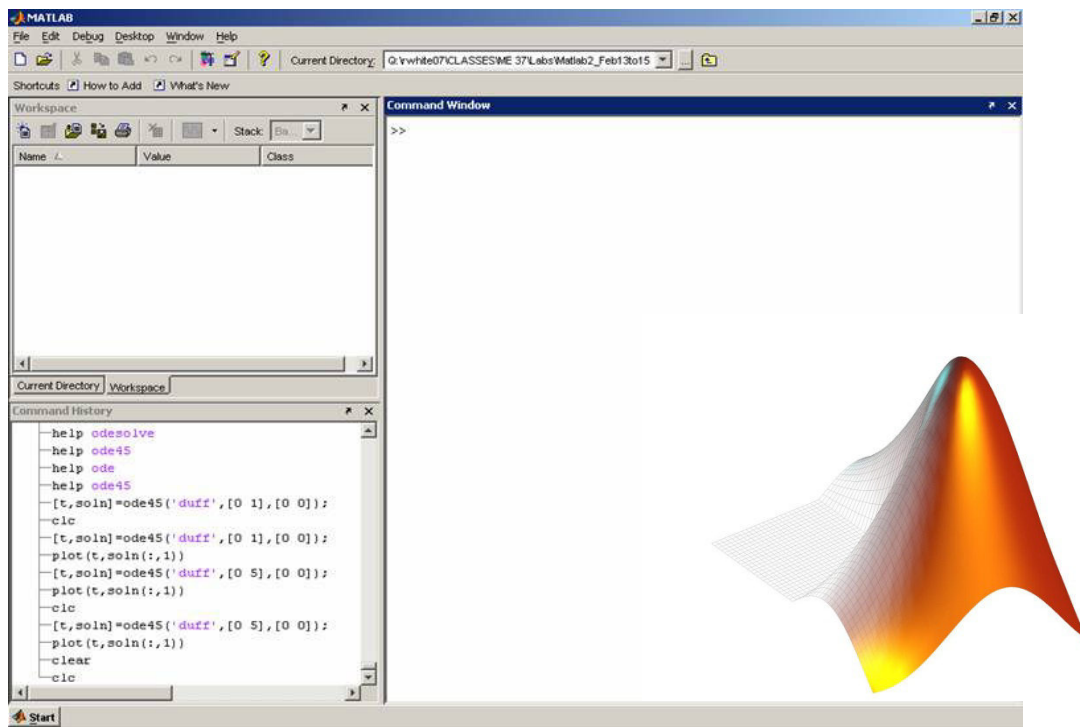 MATLAB
File Edit Debug Desktop Window Help
Current Directory: Q:\rwhite07\CLASSES\ME 37\Labs\Matlab2_Feb13to15 ...
Shortcuts How to Add What's New
Workspace
Stack: Ba...
Name Value Class
Current Directory Workspace
Command History
help odesolve
help ode45
help ode
help ode45
[t,soln]=ode45('duff',[0 1],[0 0]);
clc
[t,soln]=ode45('duff',[0 1],[0 0]);
plot(t,soln(:,1))
[t,soln]=ode45('duff',[0 5],[0 0]);
plot(t,soln(:,1))
clc
[t,soln]=ode45('duff',[0 5],[0 0]);
plot(t,soln(:,1))
clear
clc
Command Window
>>
Start